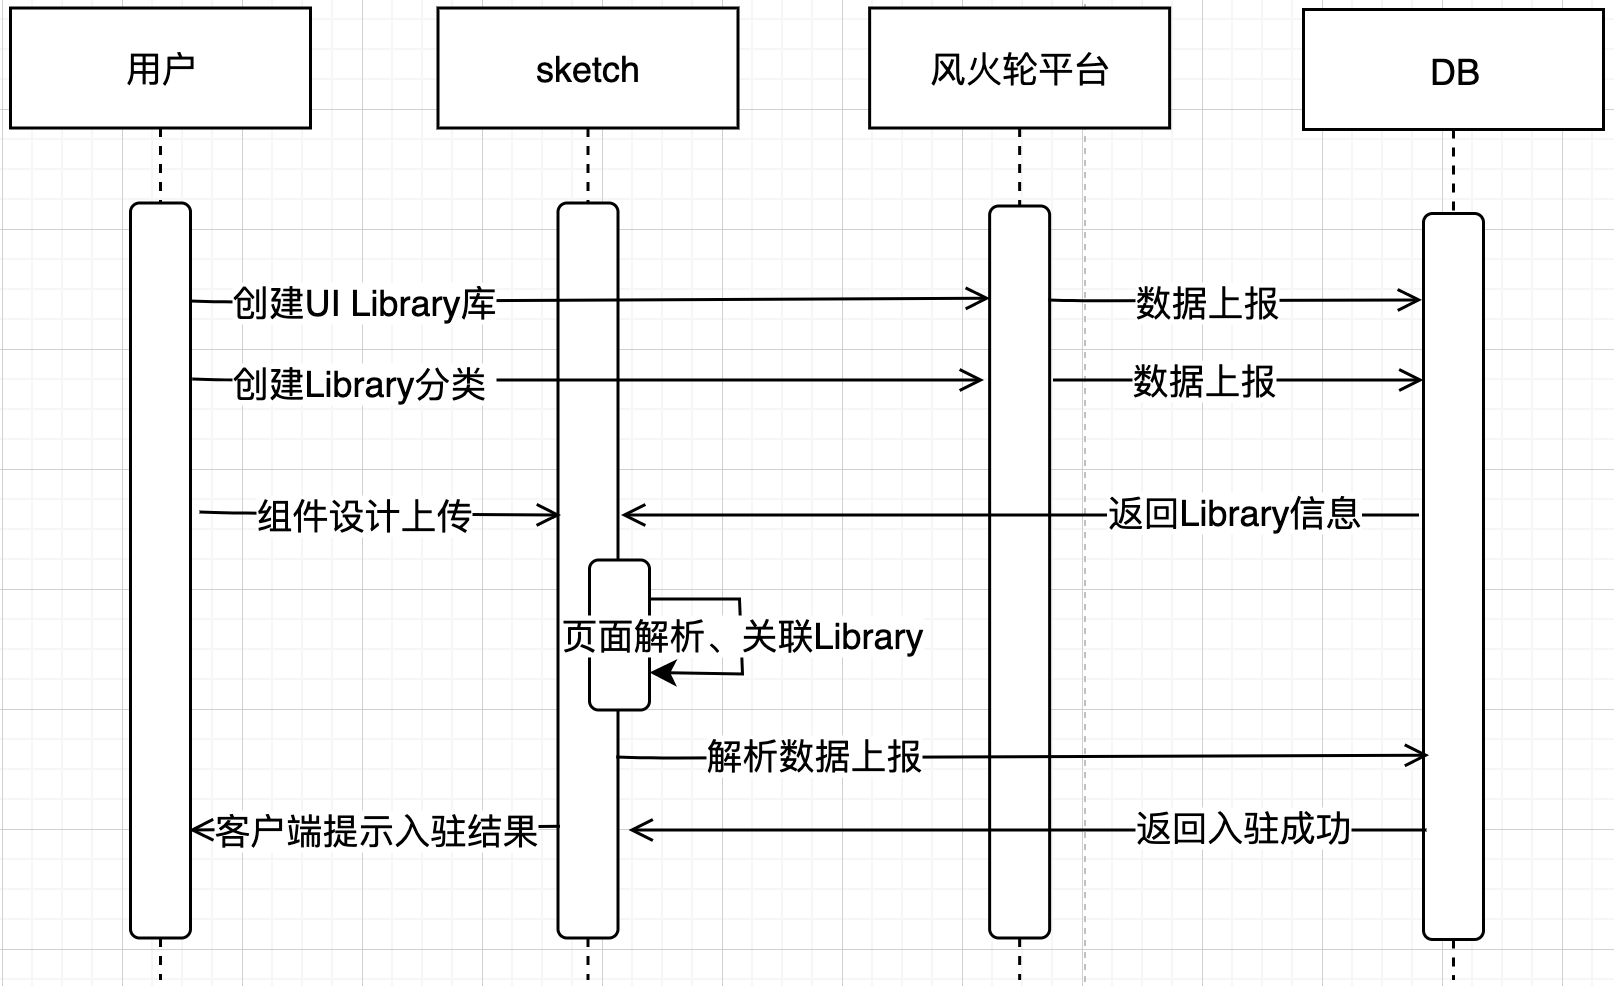 用户
sketch
风火轮平台
DB
创建UI Library库
数据上报
创建Library分类
数据上报
组件设计上传
返回Library信息
页面解析、关联Library
解析数据上报
客户端提示入驻结果
返回入驻成功